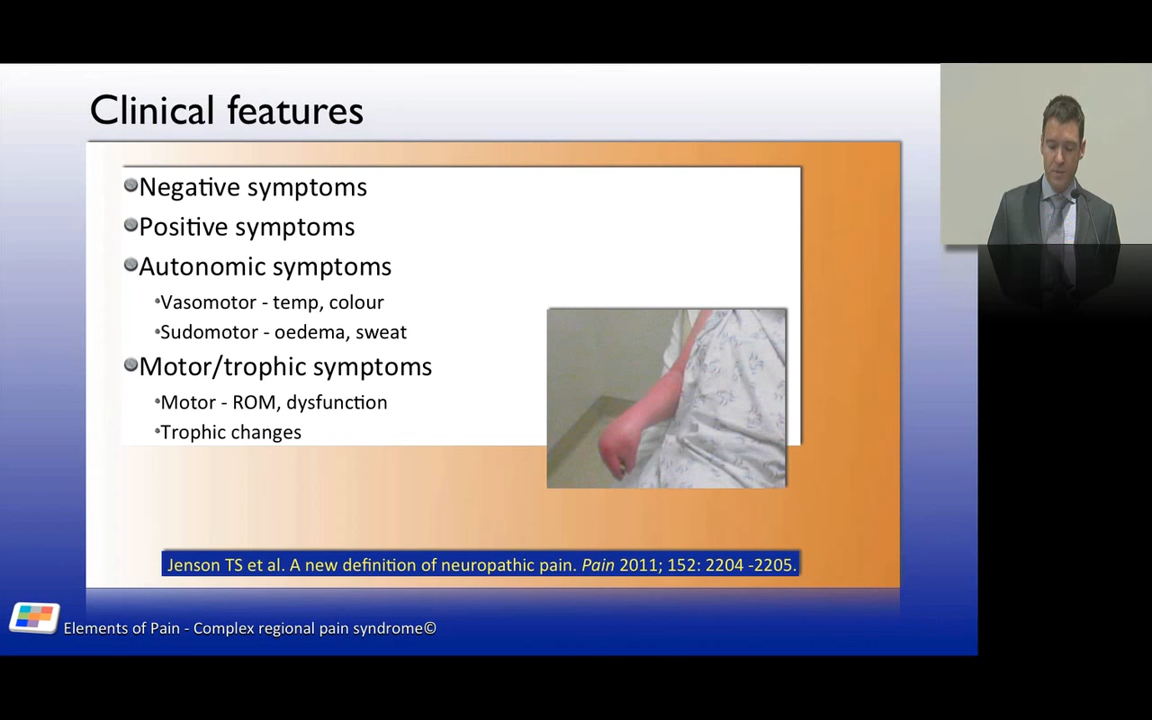 Clinical features
Negative symptoms
Positive symptoms
Autonomic symptoms
Vasomotor - temp, colour
Sudomotor - oedema, sweat
Motor/trophic symptoms
Motor - ROM, dysfunction
Trophic changes
Jenson TS et al. A new definition of neuropathic pain. Pain 2011; 152: 2204 -2205.
Elements of Pain - Complex regional pain syndrome©